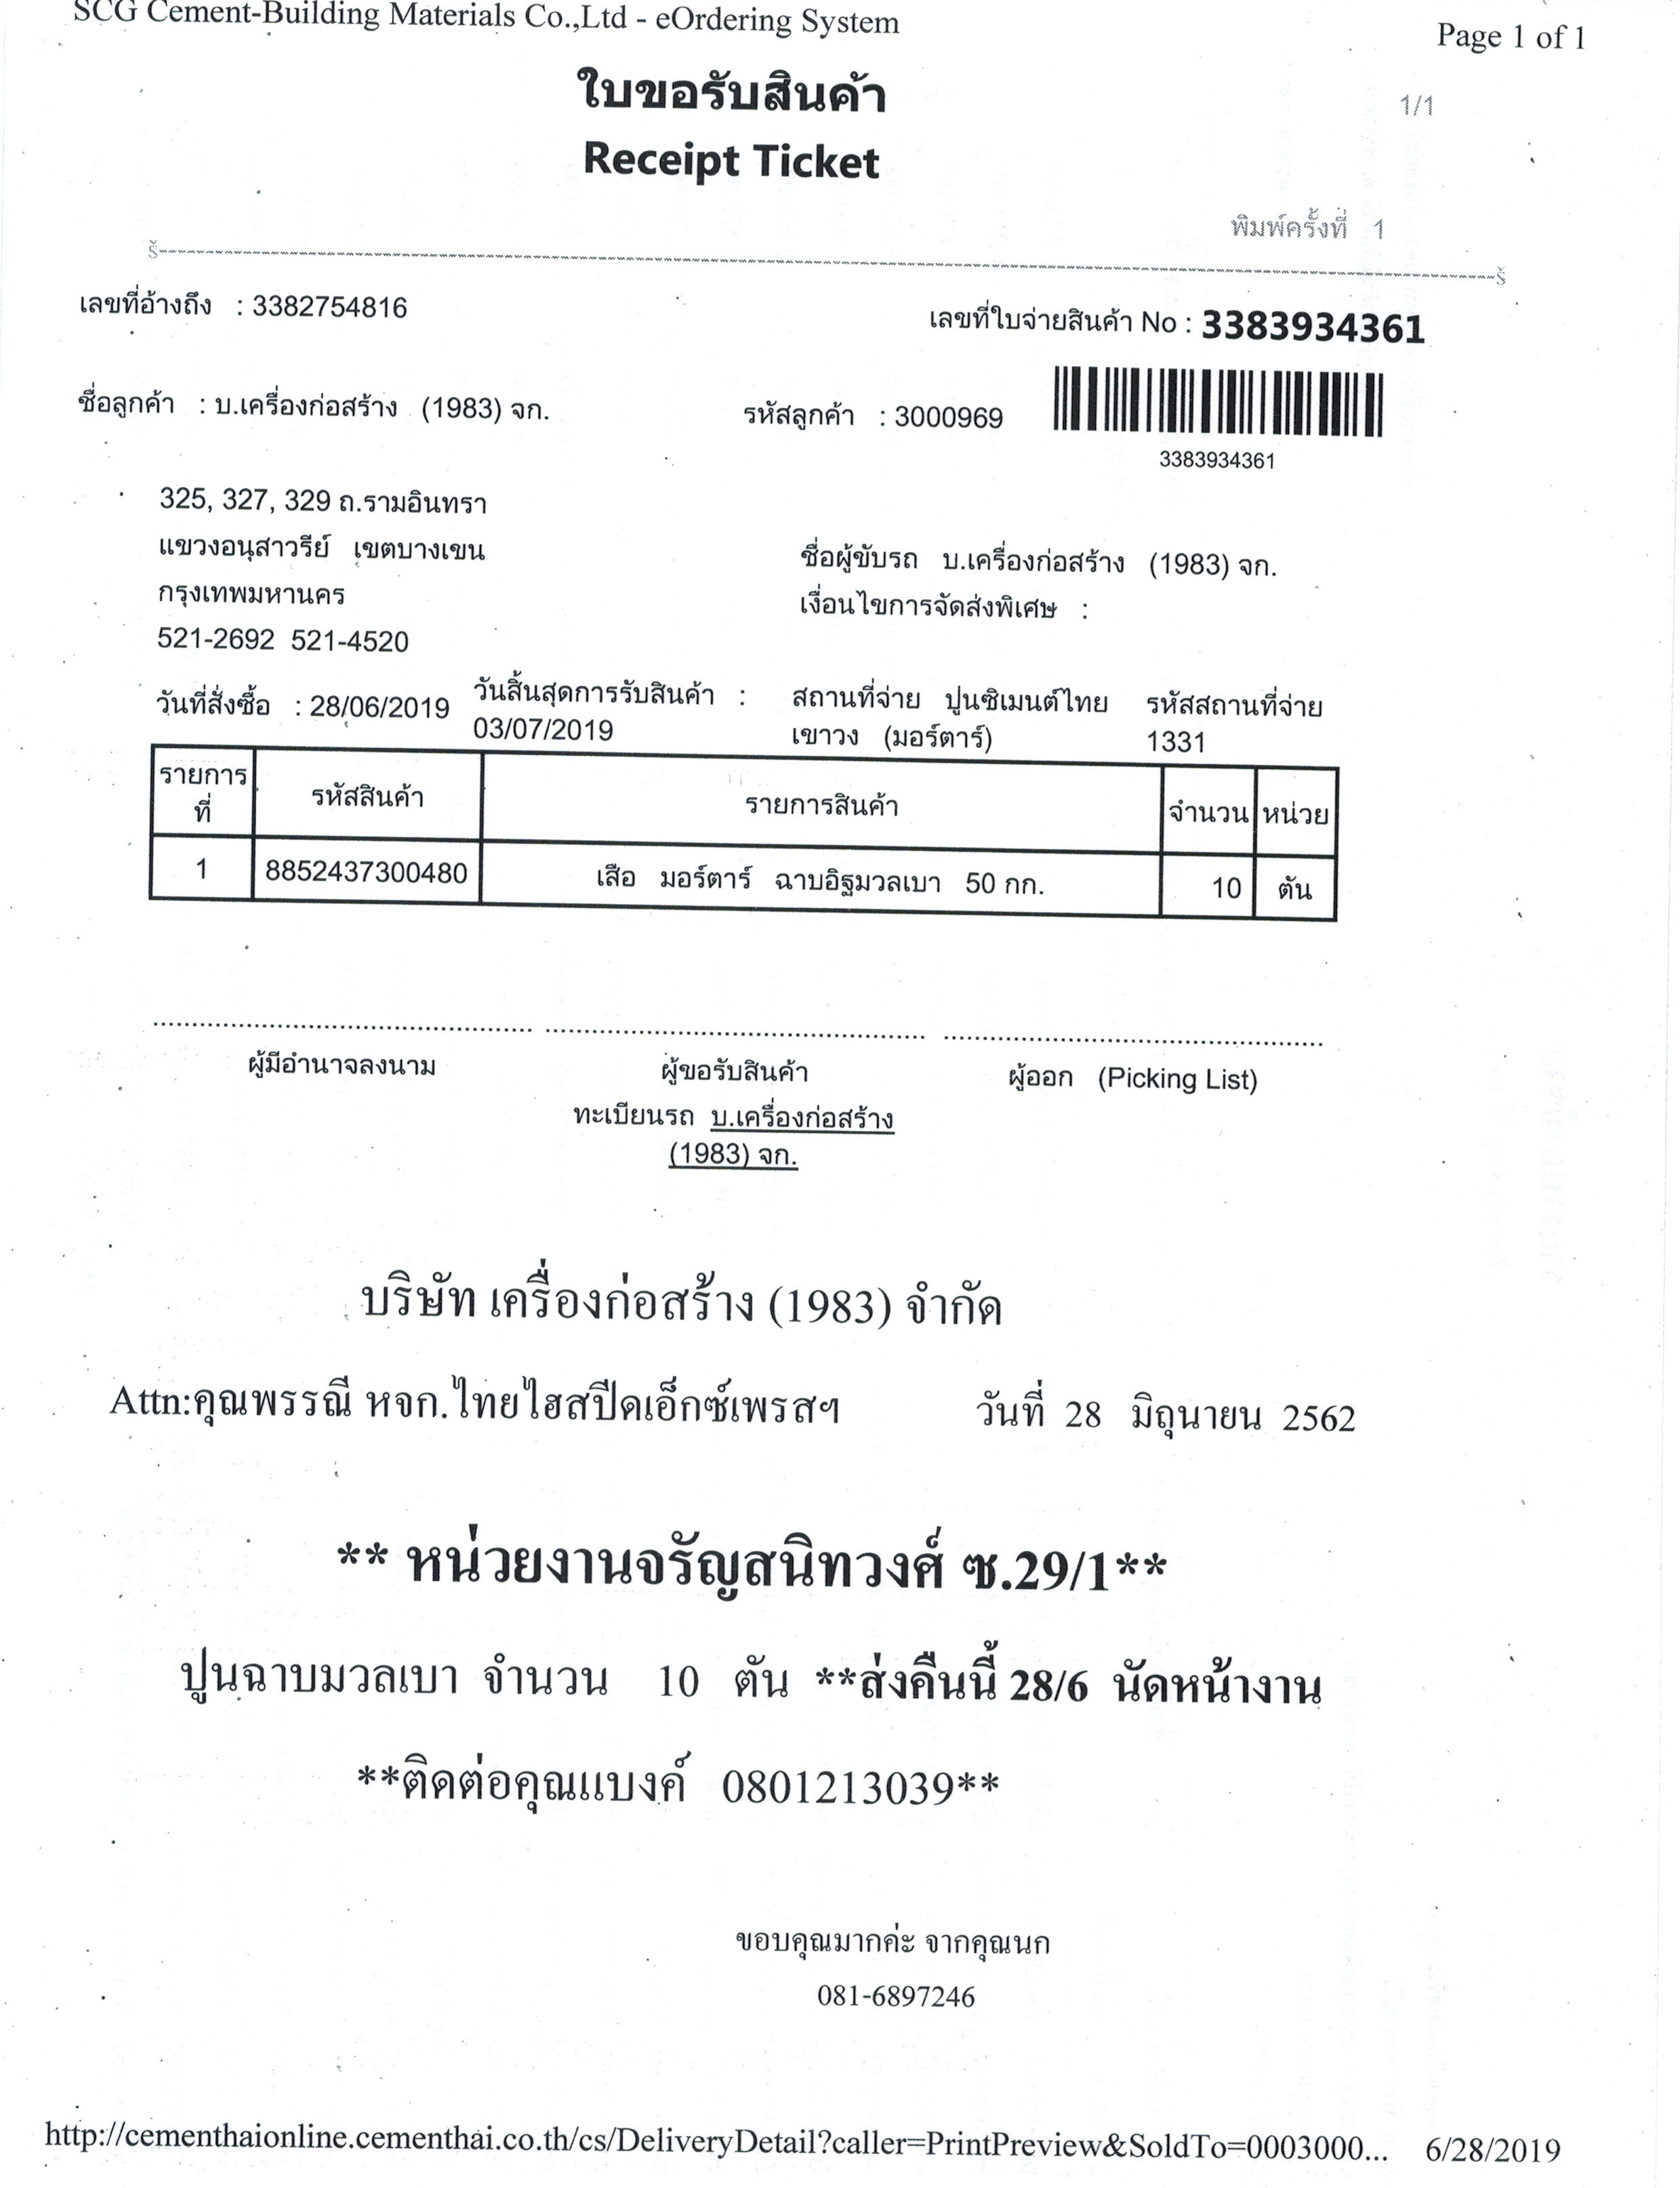 SCG Cement-Building Materials Co.,Ltd - eOrdering System
Page 1 of 1
ใบขอรับสินค้า
1/1
Receipt Ticket
พิมพ์ครั้งที่ 1
เลขที่อ้างถึง : 3382754816
เลขที่ใบจ่ายสินค้า No : 3383934361
ชื่อลูกค้า : บ.เครื่องก่อสร้าง (1983) จก.
รหัสลูกค้า : 3000969
3383934361
325, 327, 329 ถ.รามอินทรา
แขวงอนุสาวรีย์ เขตบางเขน
กรุงเทพมหานคร
521-2692 521-4520
ชื่อผู้ขับรถ บ.เครื่องก่อสร้าง (1983) จก.
เงื่อนไขการจัดส่งพิเศษ :
วันที่สั่งซื้อ : 28/06/2019
วันสิ้นสุดการรับสินค้า :
03/07/2019
สถานที่จ่าย ปูนซิเมนต์ไทย
เขาวง (มอร์ตาร์)
รหัสสถานที่จ่าย
1331
รายการ
ที่
รหัสสินค้า
รายการสินค้า
จำนวน
หน่วย
1 8852437300480 เสือ มอร์ตาร์ ฉาบอิฐมวลเบา 50 กก. 10 ตัน
ผู้มีอำนาจลงนาม
ผู้ขอรับสินค้า
ผู้ออก (Picking List)
ทะเบียนรถ บ.เครื่องก่อสร้าง
(1983) จก.
บริษัท เครื่องก่อสร้าง (1983) จำกัด
Attn:คุณพรรณี หจก.ไทยไฮสปีดเอ็กซ์เพรสฯ
วันที่ 28 มิถุนายน 2562
** หน่วยงานจรัญสนิทวงศ์ ซ.29/1**
ปูนฉาบมวลเบา จำนวน 10 ตัน **ส่งคืนนี้ 28/6 นัดหน้างาน
**ติดต่อคุณแบงค์ 0801213039**
ขอบคุณมากค่ะ จากคุณนก
081-6897246
http://cementhaionline.cementhai.co.th/cs/DeliveryDetail?caller=PrintPreview&SoldTo=0003000...
6/28/2019